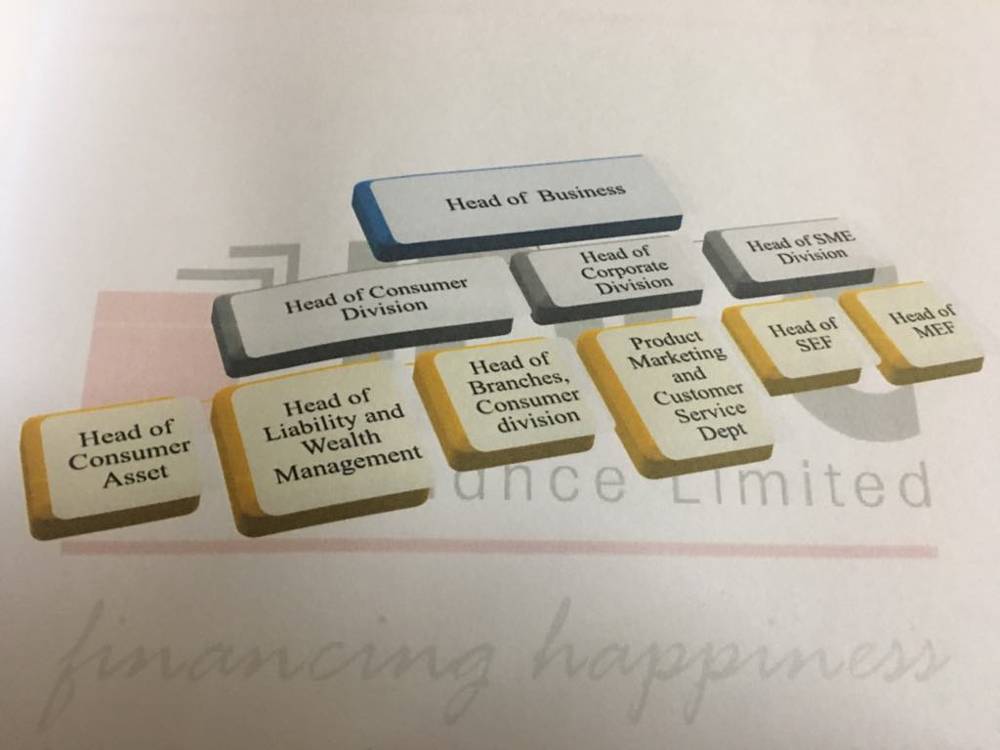 Head of Business
Head of Consumer
Division
Head of
Corporate
Division
Head of SME
Division
Head of
Consumer
Asset
Head of
Liability and
Wealth
Management
Head of
Branches,
Consumer
division
Product
Marketing
and
Customer
Service
Dept
Head of
SEF
Head of
MEF
Limited
financing happiness